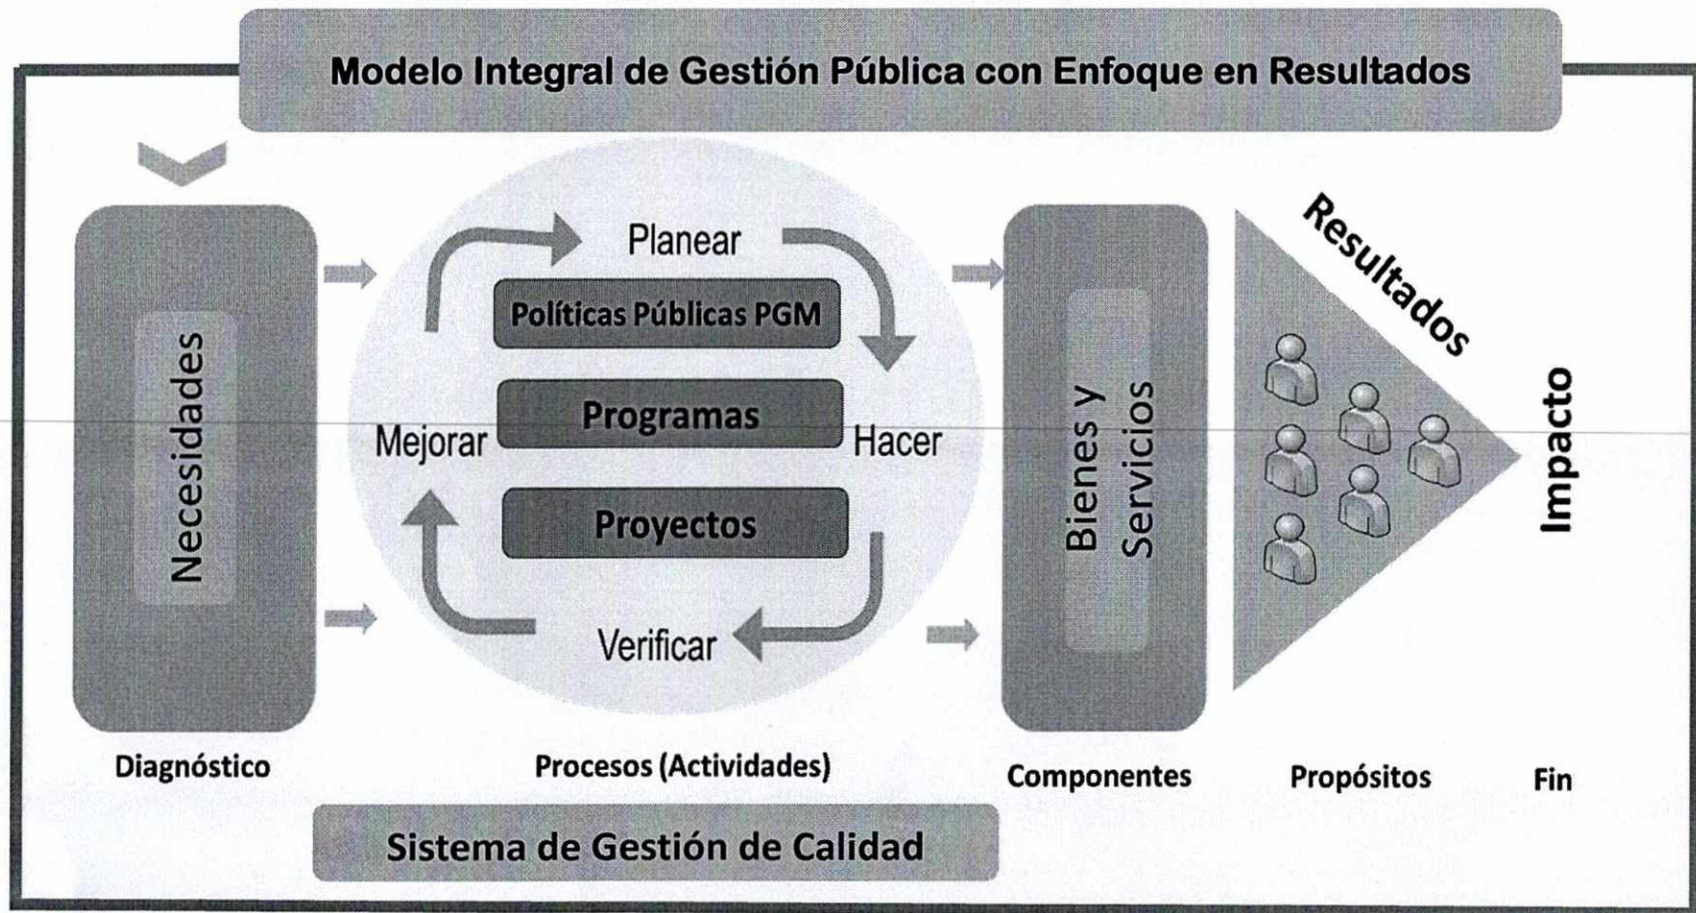 Modelo Integral de Gestión Pública con Enfoque en Resultados
Necesidades
Planear
Políticas Públicas PGM
Programas
Mejorar
Hacer
Proyectos
Verificar
Bienes y
Servicios
Resultados
Impacto
Diagnóstico
Procesos (Actividades)
Componentes
Propósitos
Fin
Sistema de Gestión de Calidad